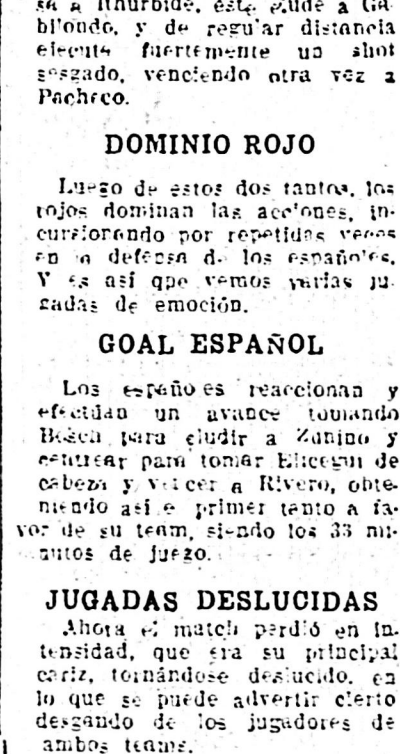 sa a Ithurbide, este elude a Ga-
bilondo, y de regular distancia
ejecuta fuertemente un shot
sesgado, venciendo otra vez a
Pacheco.
DOMINIO ROJO
Luego de estos dos tantos, los
rojos dominan las acciones, in-
cursionando por repetidas veces
en la defensa de los españoles.
Y es así que vemos varias ju-
gadas de emoción.
GOAL ESPAÑOL
Los españoles reaccionan y
efectúan un avance tomando
Bosch para eludir a Zunino y
centrear para tomar Elicegui de
cabeza y vencer a Rivero, obte-
niendo así el primer tanto a fa-
vor de su team, siendo los 33 mi-
nutos de juego.
JUGADAS DESLUCIDAS
Ahora el match perdió en in-
tensidad, que era su principal
cariz, tornándose deslucido, en
lo que se puede advertir cierto
desgando de los jugadores de
ambos teams.